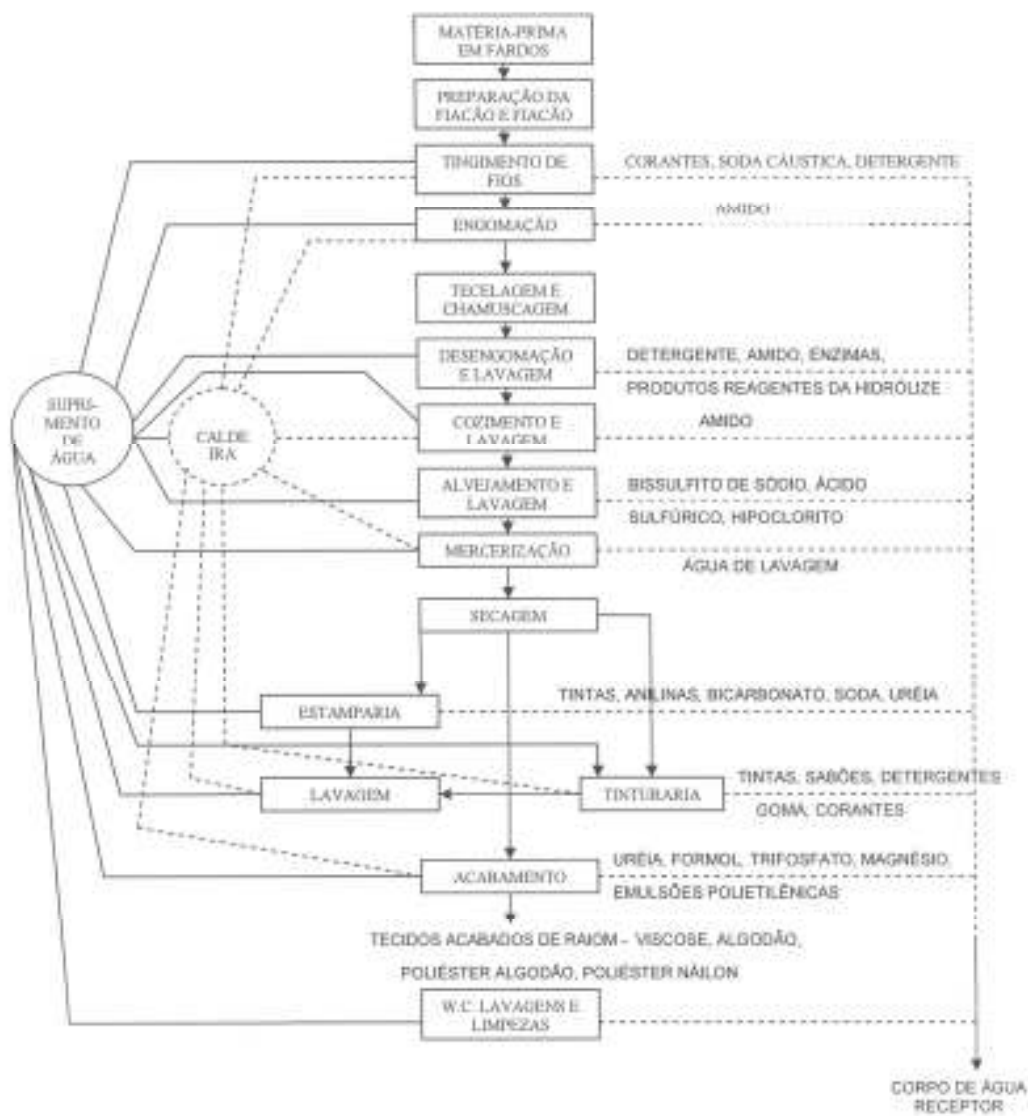 MATÉRIA-PRIMA
EM FARDOS
PREPARAÇÃO DA
FIACÃO E FIACÃO
TINGIMENTO DE
FIOS
CORANTES, SODA CÁUSTICA, DETERGENTE
AMIDO
ENGOMAÇÃO
TECELAGEM E
CHAMUSCAGEM
DESENGOMAÇÃO
E LAVAGEM
DETERGENTE, AMIDO, ENZIMAS,
PRODUTOS REAGENTES DA HIDRÓLIZE
SUPRI-
MENTO
DE
ÁGUA
CALDE
IRA
COZIMENTO E
LAVAGEM
AMIDO
ALVEJAMENTO E
LAVAGEM
BISSULFITO DE SÓDIO, ÁCIDO
SULFÚRICO, HIPOCLORITO
MERCERIZAÇÃO
ÁGUA DE LAVAGEM
SECAGEM
ESTAMPARIA
TINTAS, ANILINAS, BICARBONATO, SODA, URÉIA
LAVAGEM
TINTURARIA
TINTAS, SABÕES, DETERGENTES
GOMA, CORANTES
ACABAMENTO
URÉIA, FORMOL, TRIFOSFATO, MAGNÉSIO,
EMULSÕES POLIETILÊNICAS
TECIDOS ACABADOS DE RAIOM – VISCOSE, ALGODÃO,
POLIÉSTER ALGODÃO, POLIÉSTER NÁILON
W.C. LAVAGENS E
LIMPEZAS
CORPO DE ÁGUA
RECEPTOR